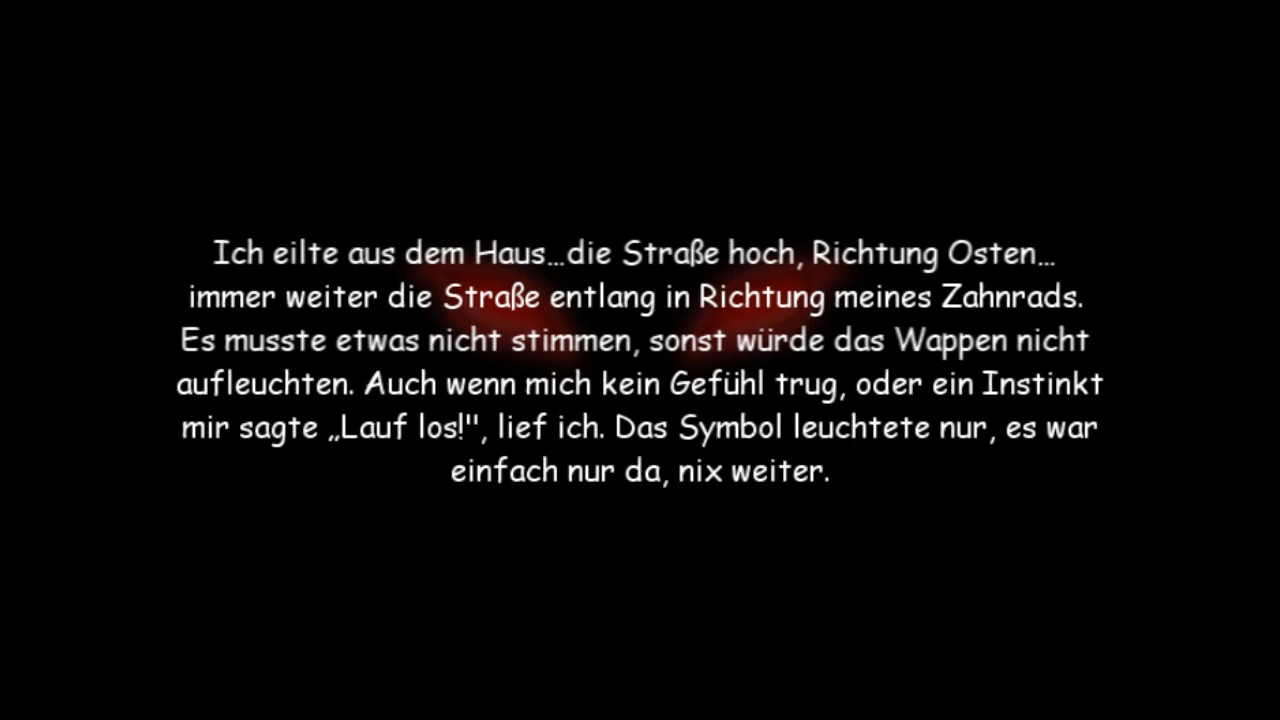 Ich eilte aus dem Haus...die Straße hoch, Richtung Osten...
immer weiter die Straße entlang in Richtung meines Zahnrads.
Es musste etwas nicht stimmen, sonst würde das Wappen nicht
aufleuchten. Auch wenn mich kein Gefühl trug, oder ein Instinkt
mir sagte „Lauf los!", lief ich. Das Symbol leuchtete nur, es war
einfach nur da, nix weiter.